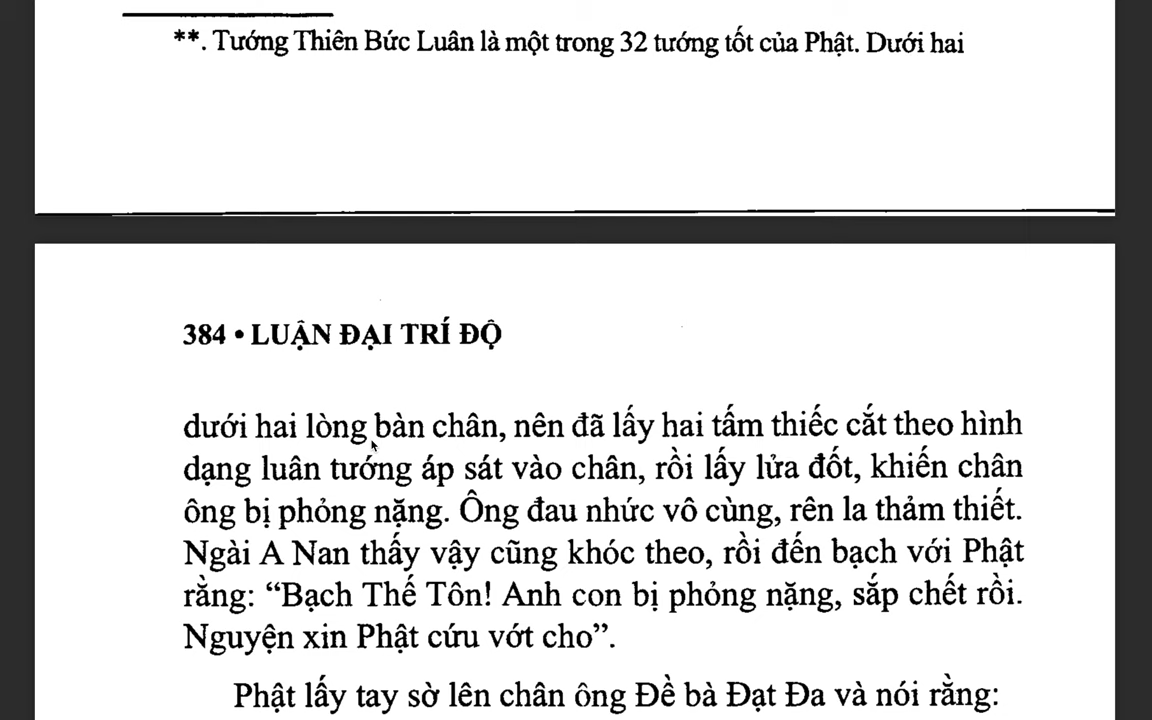 **. Tướng Thiên Bức Luân là một trong 32 tướng tốt của Phật. Dưới hai
384 • LUẬN ĐẠI TRÍ ĐỘ
dưới hai lòng bàn chân, nên đã lấy hai tấm thiếc cắt theo hình
dạng luân tướng áp sát vào chân, rồi lấy lửa đốt, khiến chân
ông bị phỏng nặng. Ông đau nhức vô cùng, rên la thảm thiết.
Ngài A Nan thấy vậy cũng khóc theo, rồi đến bạch với Phật
rằng: “Bạch Thế Tôn! Anh con bị phỏng nặng, sắp chết rồi.
Nguyện xin Phật cứu vớt cho”.
Phật lấy tay sờ lên chân ông Đề bà Đạt Đa và nói rằng: